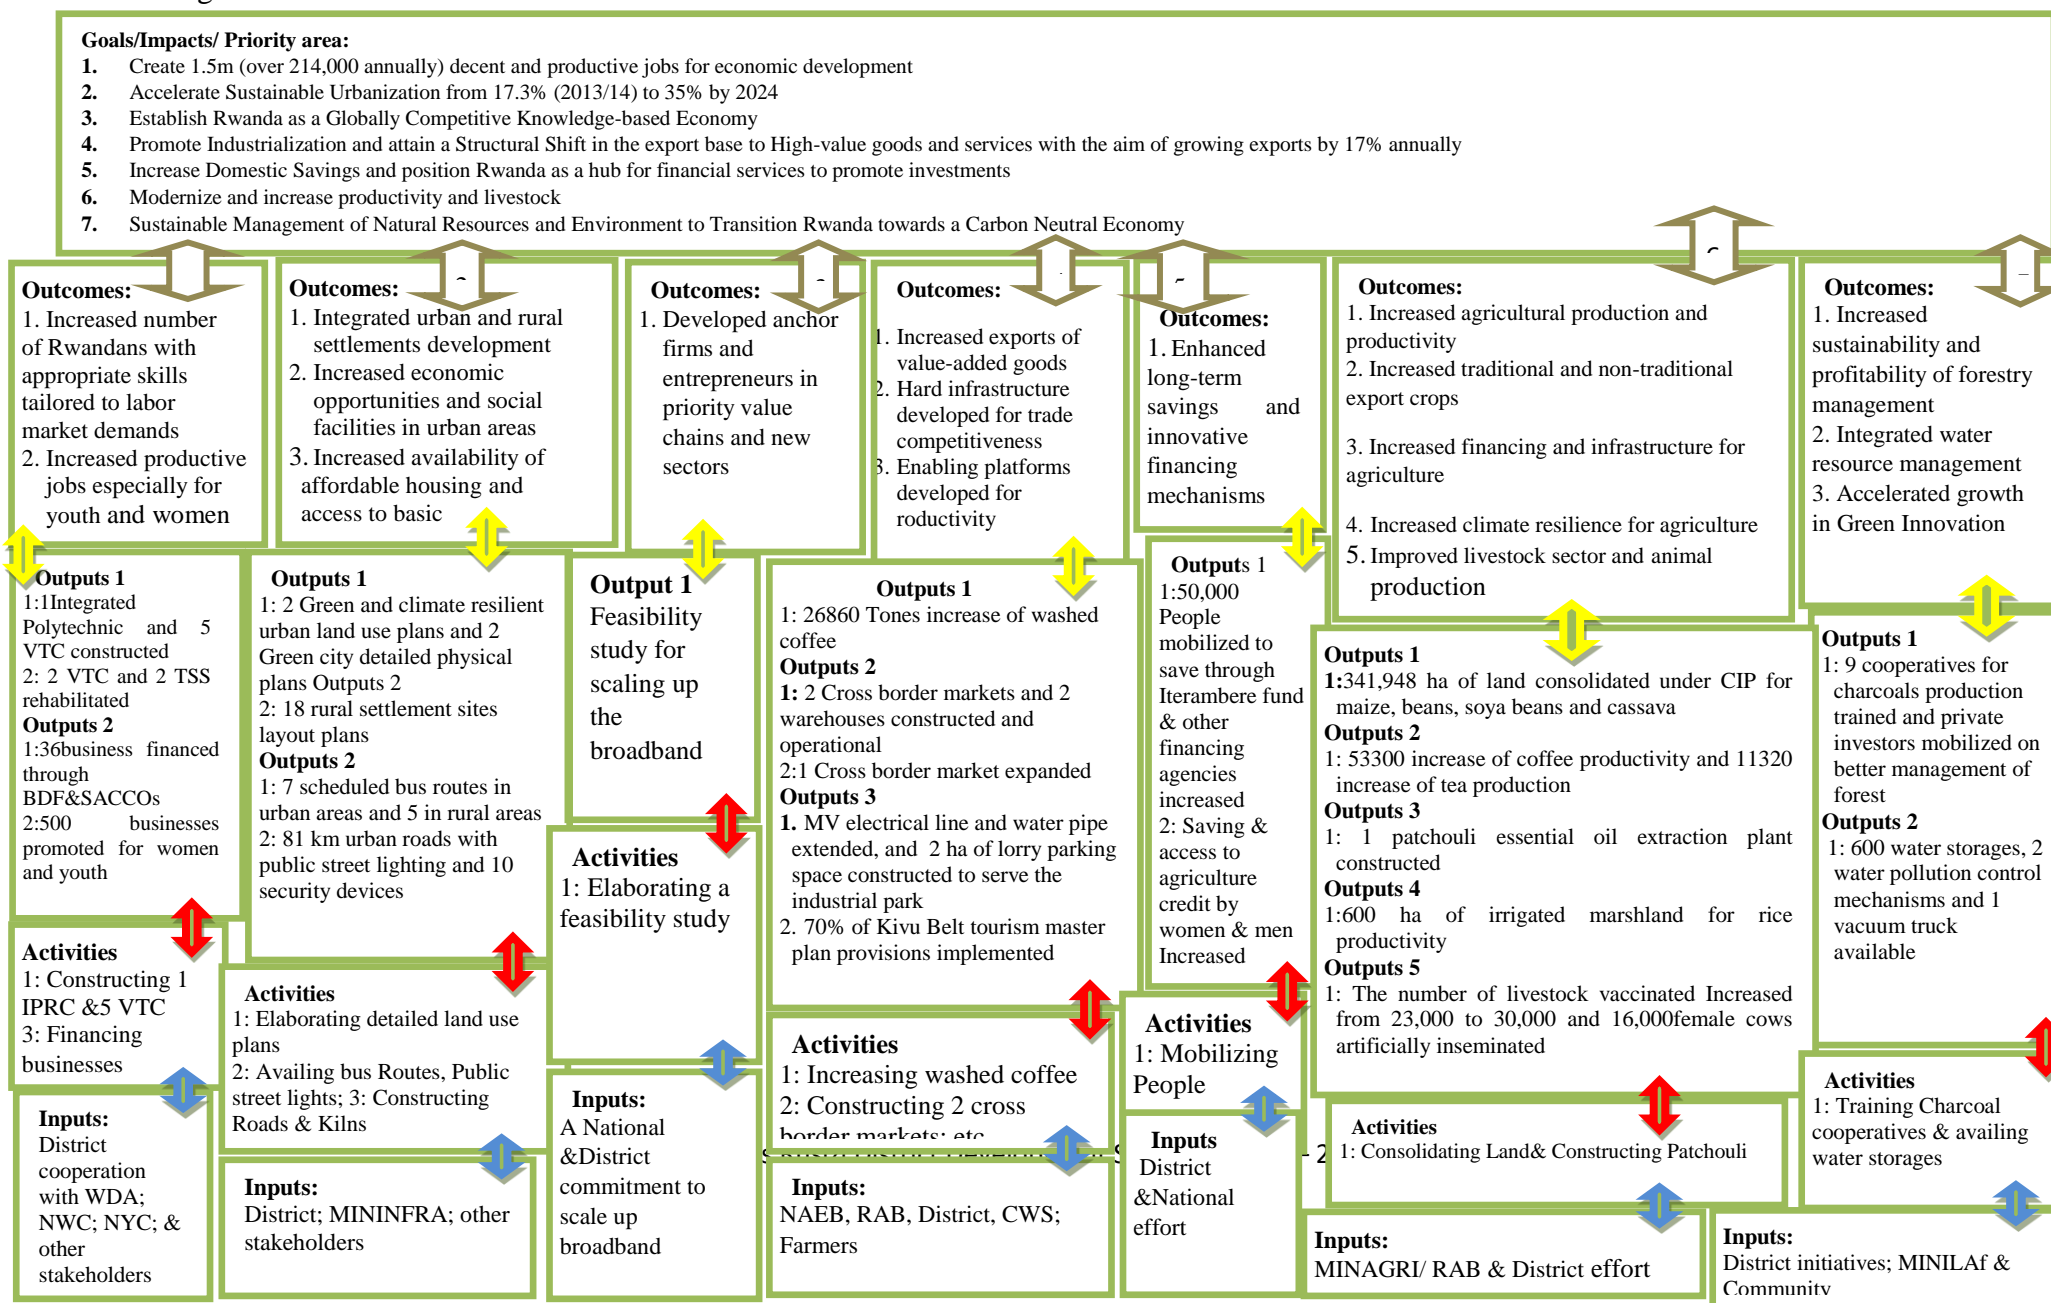 Goals/Impacts/ Priority area:
1. Create 1.5m (over 214,000 annually) decent and productive jobs for economic development
2. Accelerate Sustainable Urbanization from 17.3% (2013/14) to 35% by 2024
3. Establish Rwanda as a Globally Competitive Knowledge-based Economy
4. Promote Industrialization and attain a Structural Shift in the export base to High-value goods and services with the aim of growing exports by 17% annually
5. Increase Domestic Savings and position Rwanda as a hub for financial services to promote investments
6. Modernize and increase productivity and livestock
7. Sustainable Management of Natural Resources and Environment to Transition Rwanda towards a Carbon Neutral Economy
Outcomes:
1. Increased number
of Rwandans with
appropriate skills
tailored to labor
market demands
2. Increased productive
jobs especially for
youth and women
Outcomes:
1. Integrated urban and rural
settlements development
2. Increased economic
opportunities and social
facilities in urban areas
3. Increased availability of
affordable housing and
access to basic
Outcomes:
1. Developed anchor
firms and
entrepreneurs in
priority value
chains and new
sectors
Outcomes:
1. Increased exports of
value-added goods
2. Hard infrastructure
developed for trade
competitiveness
3. Enabling platforms
developed for
roductivity
5
Outcomes:
1. Enhanced
long-term
savings and
innovative
financing
mechanisms
Outcomes:
1. Increased agricultural production and
productivity
2. Increased traditional and non-traditional
export crops
3. Increased financing and infrastructure for
agriculture
4. Increased climate resilience for agriculture
5. Improved livestock sector and animal
production
Outcomes:
1. Increased
sustainability and
profitability of forestry
management
2. Integrated water
resource management
3. Accelerated growth
in Green Innovation
Outputs 1
1:1Integrated
Polytechnic and 5
VTC constructed
2: 2 VTC and 2 TSS
rehabilitated
Outputs 2
1:36business financed
through
BDF&SACCOs
2:500 businesses
promoted for women
and youth
Outputs 1
1: 2 Green and climate resilient
urban land use plans and 2
Green city detailed physical
plans Outputs 2
2: 18 rural settlement sites
layout plans
Outputs 2
1: 7 scheduled bus routes in
urban areas and 5 in rural areas
2: 81 km urban roads with
public street lighting and 10
security devices
Output 1
Feasibility
study for
scaling up
the
broadband
Outputs 1
1: 26860 Tones increase of washed
coffee
Outputs 2
1: 2 Cross border markets and 2
warehouses constructed and
operational
2:1 Cross border market expanded
Outputs 3
1. MV electrical line and water pipe
extended, and 2 ha of lorry parking
space constructed to serve the
industrial park
2. 70% of Kivu Belt tourism master
plan provisions implemented
Outputs 1
1:50,000
People
mobilized to
save through
Iterambere fund
& other
financing
agencies
increased
2: Saving &
access to
agriculture
credit by
women & men
Increased
Outputs 1
1:341,948 ha of land consolidated under CIP for
maize, beans, soya beans and cassava
Outputs 2
1: 53300 increase of coffee productivity and 11320
increase of tea production
Outputs 3
1: 1 patchouli essential oil extraction plant
constructed
Outputs 4
1:600 ha of irrigated marshland for rice
productivity
Outputs 5
1: The number of livestock vaccinated Increased
from 23,000 to 30,000 and 16,000female cows
artificially inseminated
Outputs 1
1: 9 cooperatives for
charcoals production
trained and private
investors mobilized on
better management of
forest
Outputs 2
1: 600 water storages, 2
water pollution control
mechanisms and 1
vacuum truck
available
Activities
1: Constructing 1
IPRC &5 VTC
3: Financing
businesses
Activities
1: Elaborating detailed land use
plans
2: Availing bus Routes, Public
street lights; 3: Constructing
Roads & Kilns
Activities
1: Elaborating a
feasibility study
Activities
1: Increasing washed coffee
2: Constructing 2 cross
border markets; etc
Activities
1: Mobilizing
People
Activities
1: Consolidating Land& Constructing Patchouli
Activities
1: Training Charcoal
cooperatives & availing
water storages
Inputs:
District
cooperation
with WDA;
NWC; NYC; &
other
stakeholders
Inputs:
District; MININFRA; other
stakeholders
Inputs:
A National
&District
commitment to
scale up
broadband
Inputs:
NAEB, RAB, District, CWS;
Farmers
Inputs
District
&National
effort
Inputs:
MINAGRI/ RAB & District effort
Inputs:
District initiatives; MINILAf &
Community